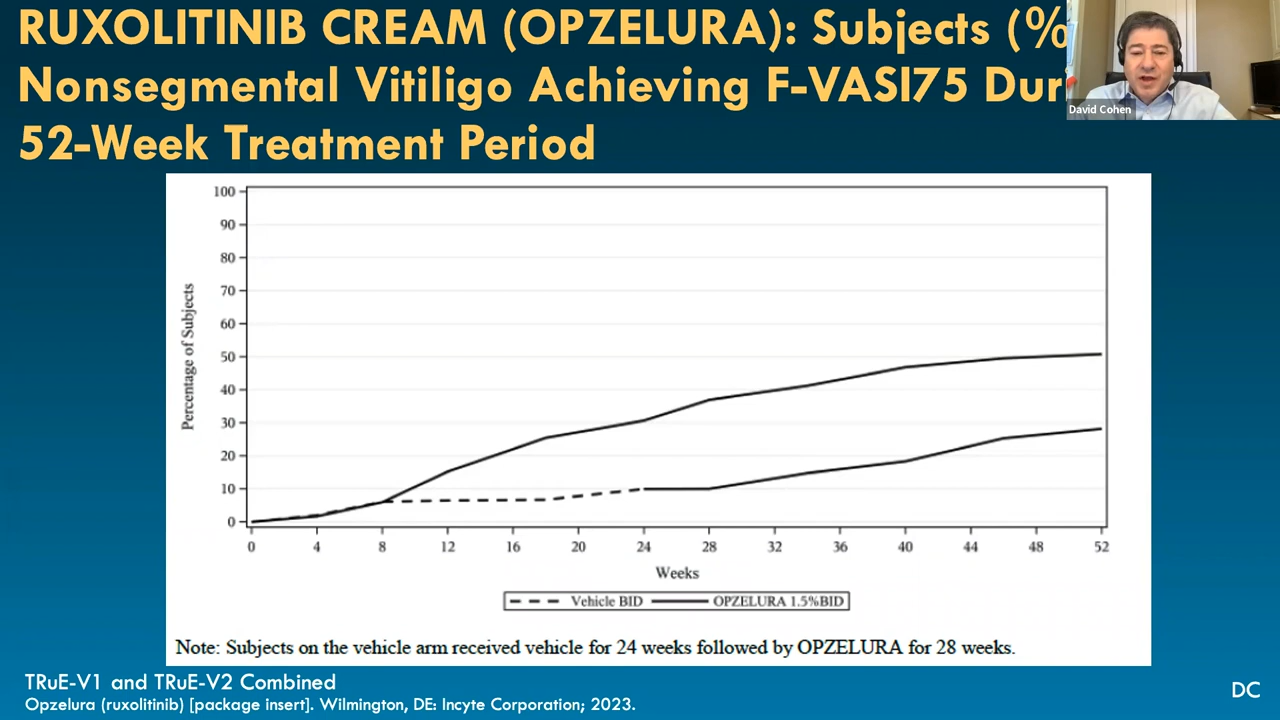 RUXOLITINIB CREAM (OPZELURA): Subjects (%
Nonsegmental Vitiligo Achieving F-VASI75
52-Week Treatment Period
David Cohen
Percentage of Subjects
100
90
80
70
60
50
40
30
20
10
0
0 4 8 12 16 20 24 28 32 36 40 44 48 52
Weeks
Vehicle BID OPZELURA 1.5%BID
Note: Subjects on the vehicle arm received vehicle for 24 weeks followed by OPZELURA for 28 weeks.
TRuE-V1 and TRuE-V2 Combined
Opzelura (ruxolitinib) [package insert]. Wilmington, DE: Incyte Corporation; 2023.
DC